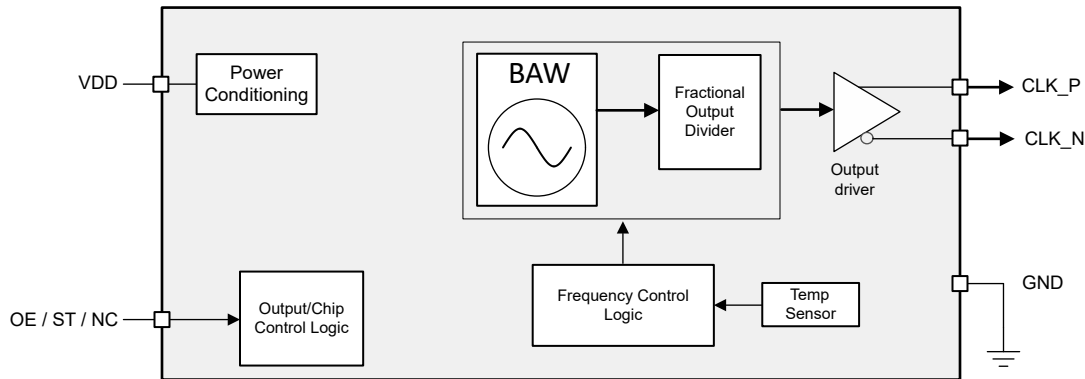 VDD
Power
Conditioning
BAW
Fractional
Output
Divider
Output
driver
CLK_P
CLK_N
OE / ST / NC
Output/Chip
Control Logic
Frequency Control
Logic
Temp
Sensor
GND